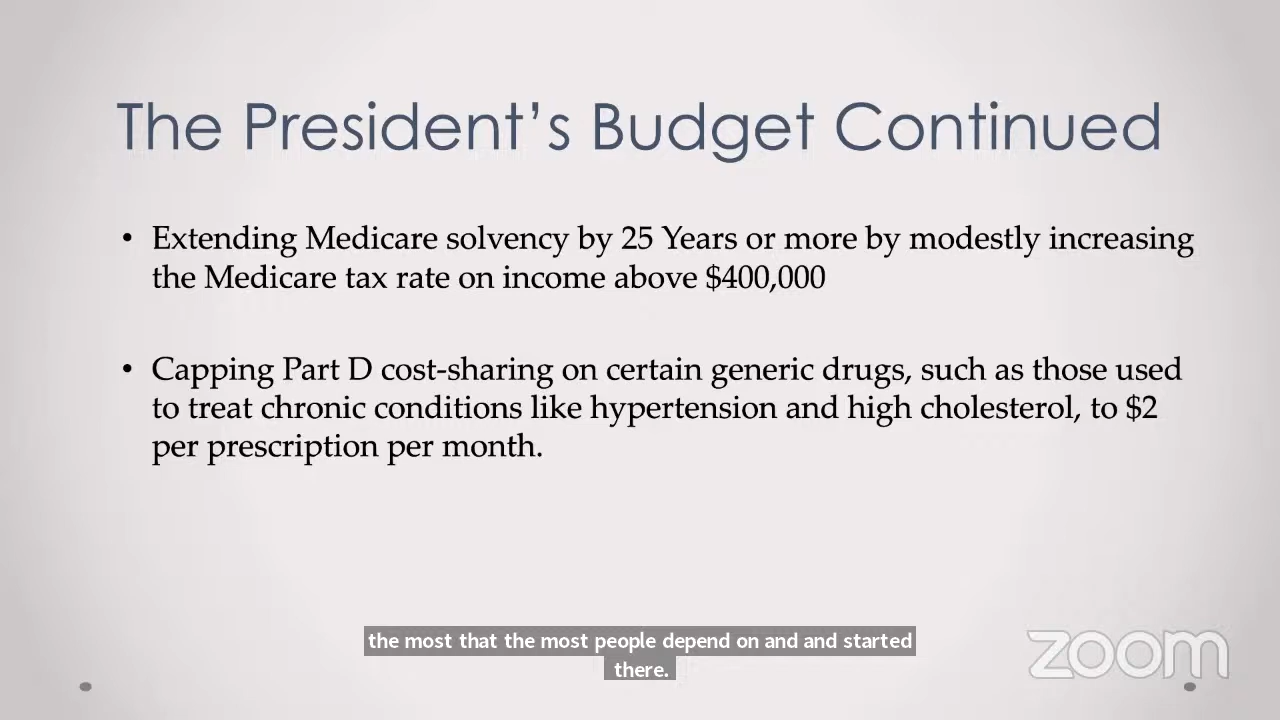 The President’s Budget Continued
• Extending Medicare solvency by 25 Years or more by modestly increasing
the Medicare tax rate on income above $400,000
• Capping Part D cost-sharing on certain generic drugs, such as those used
to treat chronic conditions like hypertension and high cholesterol, to $2
per prescription per month.
the most that the most people depend on and and started
there.
zoom